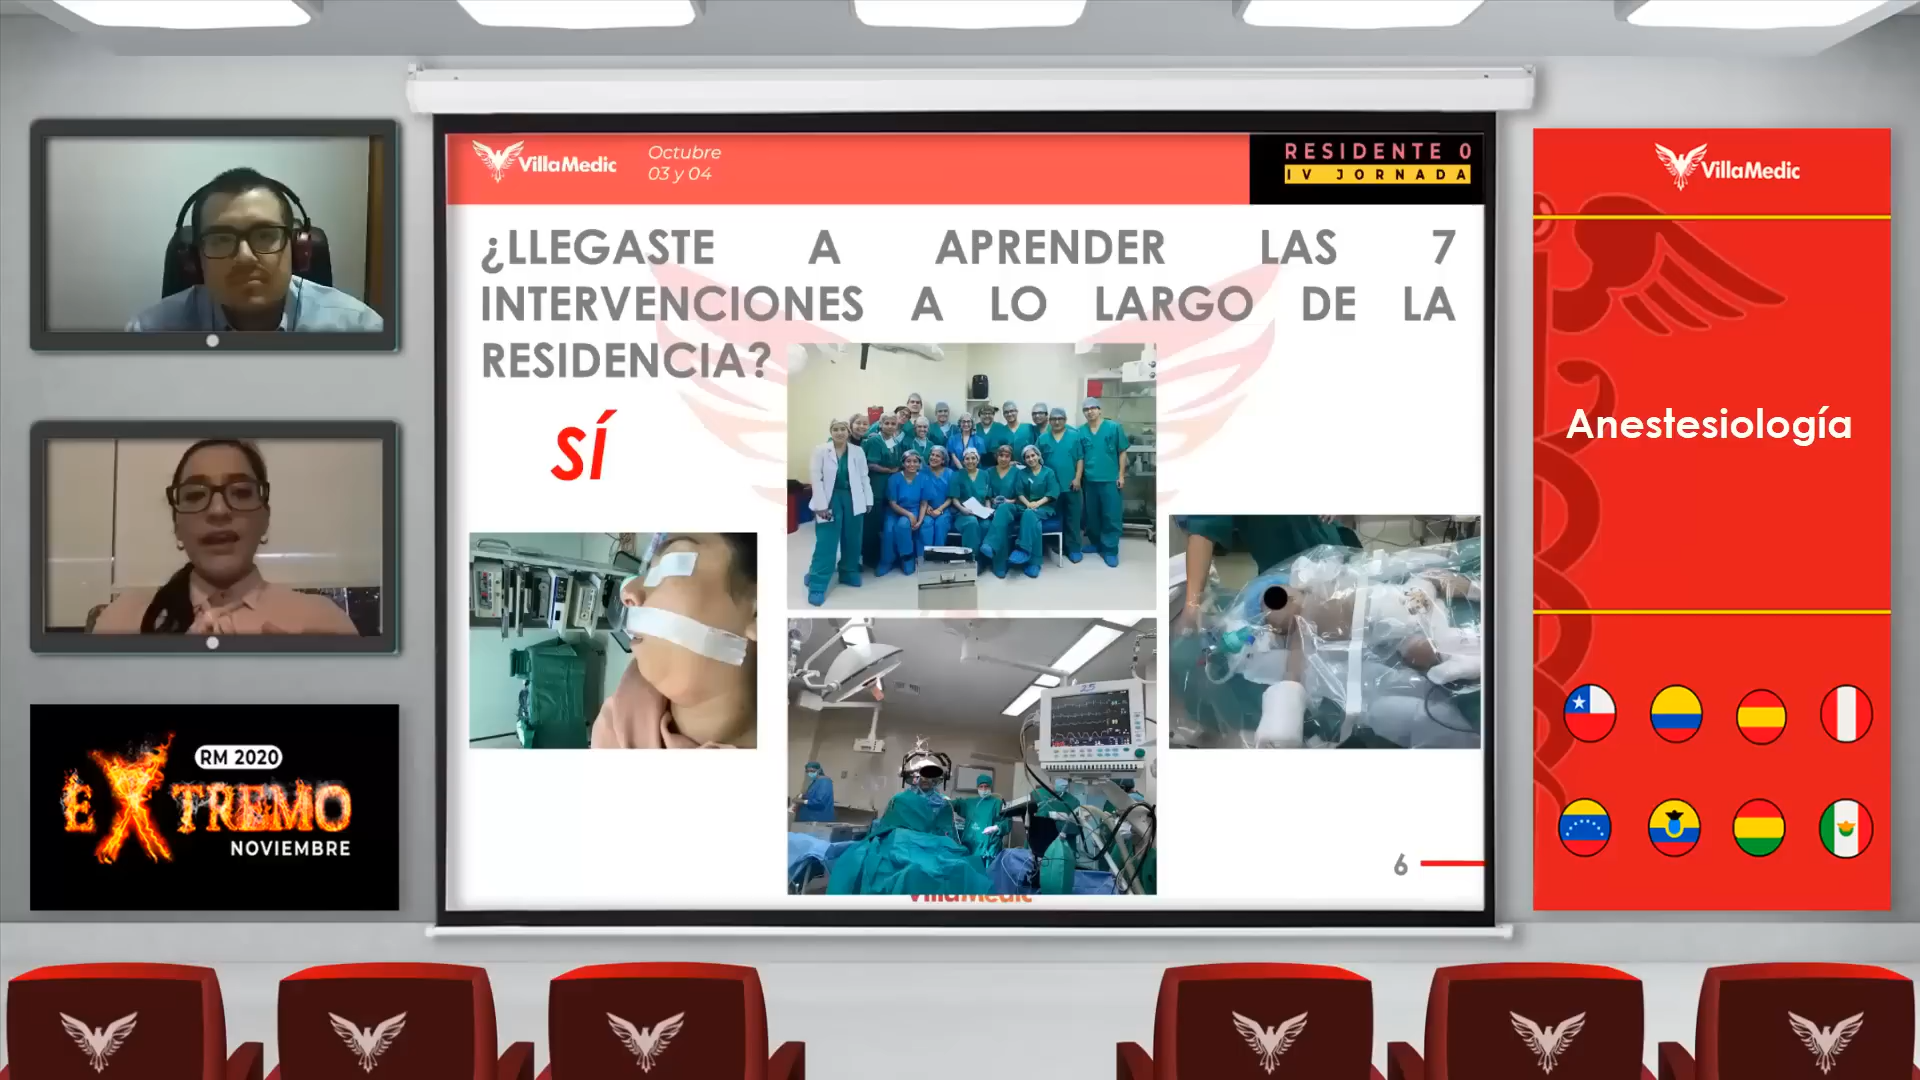 VillaMedic
Octubre
03 y 04
RESIDENTE 0
IV JORNADA
¿LLEGASTE A APRENDER LAS 7
INTERVENCIONES A LO LARGO DE LA
RESIDENCIA?
SÍ
6
VillaMedic
VillaMedic
Anestesiología
RM 2020
EXTREMO
NOVIEMBRE